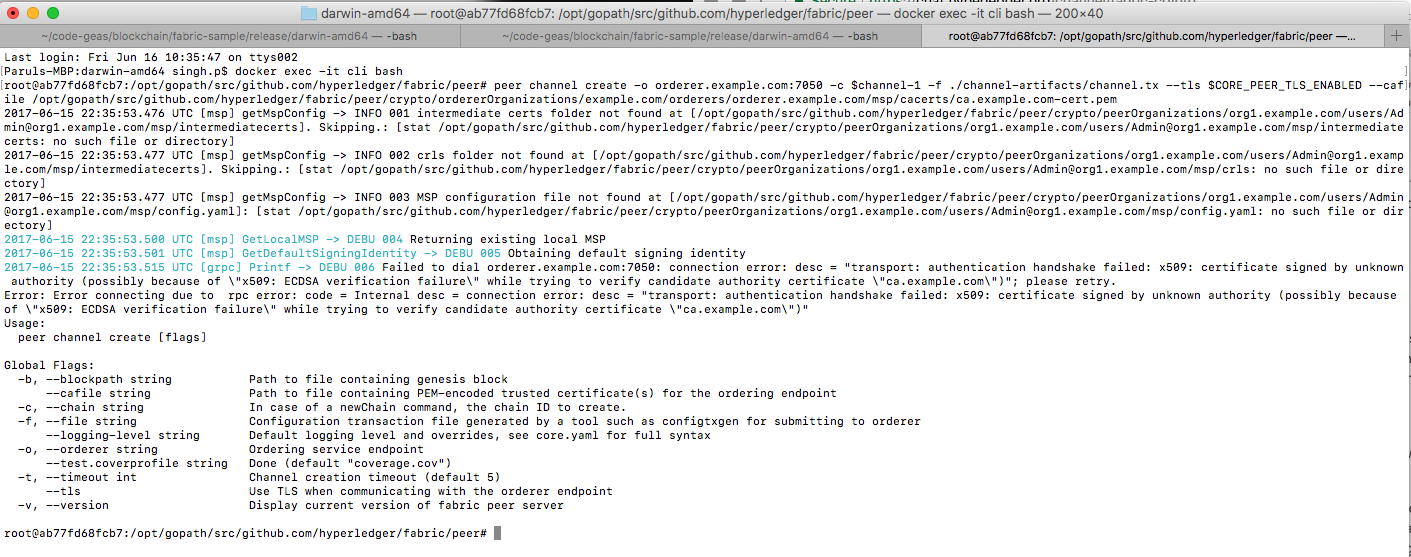 darwin-amd64 — root@ab77fd68fcb7: /opt/gopath/src/github.com/hyperledger/fabric/peer — docker exec -it cli bash — 200×40
~/code-geas/blockchain/fabric-sample/release/darwin-amd64 — -bash
~/code-geas/blockchain/fabric-sample/release/darwin-amd64 — -bash
root@ab77fd68fcb7: /opt/gopath/src/github.com/hyperledger/fabric/peer —...
Last login: Fri Jun 16 10:35:47 on ttys002
[Paruls-MBP:darwin-amd64 singh.p$ docker exec -it cli bash ]
[root@ab77fd68fcb7:/opt/gopath/src/github.com/hyperledger/fabric/peer# peer channel create -o orderer.example.com:7050 -c $channel-1 -f ./channel-artifacts/channel.tx --tls $CORE_PEER_TLS_ENABLED --caf]
ile /opt/gopath/src/github.com/hyperledger/fabric/peer/crypto/ordererOrganizations/example.com/orderers/orderer.example.com/msp/cacerts/ca.example.com-cert.pem
2017-06-15 22:35:53.476 UTC [msp] getMspConfig -> INFO 001 intermediate certs folder not found at [/opt/gopath/src/github.com/hyperledger/fabric/peer/crypto/peerOrganizations/org1.example.com/users/Ad
min@org1.example.com/msp/intermediatecerts]. Skipping.: [stat /opt/gopath/src/github.com/hyperledger/fabric/peer/crypto/peerOrganizations/org1.example.com/users/Admin@org1.example.com/msp/intermediate
certs: no such file or directory]
2017-06-15 22:35:53.477 UTC [msp] getMspConfig -> INFO 002 crls folder not found at [/opt/gopath/src/github.com/hyperledger/fabric/peer/crypto/peerOrganizations/org1.example.com/users/Admin@org1.examp
le.com/msp/intermediatecerts]. Skipping.: [stat /opt/gopath/src/github.com/hyperledger/fabric/peer/crypto/peerOrganizations/org1.example.com/users/Admin@org1.example.com/msp/crls: no such file or dire
ctory]
2017-06-15 22:35:53.477 UTC [msp] getMspConfig -> INFO 003 MSP configuration file not found at [/opt/gopath/src/github.com/hyperledger/fabric/peer/crypto/peerOrganizations/org1.example.com/users/Admin
@org1.example.com/msp/config.yaml]: [stat /opt/gopath/src/github.com/hyperledger/fabric/peer/crypto/peerOrganizations/org1.example.com/users/Admin@org1.example.com/msp/config.yaml: no such file or dir
ectory]
2017-06-15 22:35:53.500 UTC [msp] GetLocalMSP -> DEBU 004 Returning existing local MSP
2017-06-15 22:35:53.501 UTC [msp] GetDefaultSigningIdentity -> DEBU 005 Obtaining default signing identity
2017-06-15 22:35:53.515 UTC [grpc] Printf -> DEBU 006 Failed to dial orderer.example.com:7050: connection error: desc = "transport: authentication handshake failed: x509: certificate signed by unknown
 authority (possibly because of \"x509: ECDSA verification failure\" while trying to verify candidate authority certificate \"ca.example.com\")"; please retry.
Error: Error connecting due to  rpc error: code = Internal desc = connection error: desc = "transport: authentication handshake failed: x509: certificate signed by unknown authority (possibly because
of \"x509: ECDSA verification failure\" while trying to verify candidate authority certificate \"ca.example.com\")"
Usage:
  peer channel create [flags]

Global Flags:
  -b, --blockpath string           Path to file containing genesis block
      --cafile string              Path to file containing PEM-encoded trusted certificate(s) for the ordering endpoint
  -c, --chain string               In case of a newChain command, the chain ID to create.
  -f, --file string                Configuration transaction file generated by a tool such as configtxgen for submitting to orderer
      --logging-level string       Default logging level and overrides, see core.yaml for full syntax
  -o, --orderer string             Ordering service endpoint
      --test.coverprofile string   Done (default "coverage.cov")
  -t, --timeout int                Channel creation timeout (default 5)
      --tls                        Use TLS when communicating with the orderer endpoint
  -v, --version                    Display current version of fabric peer server

root@ab77fd68fcb7:/opt/gopath/src/github.com/hyperledger/fabric/peer#